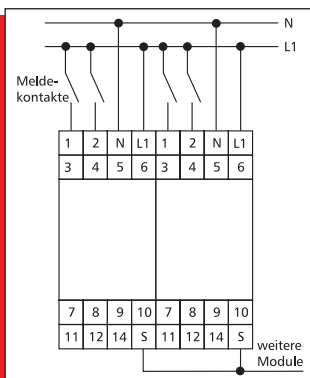 N
L1
Melde-
kontakte
1 2 N L1 1 2 N L1
3 4 5 6 3 4 5 6
7 8 9 10 7 8 9 10
11 12 14 S 11 12 14 S
weitere
Module